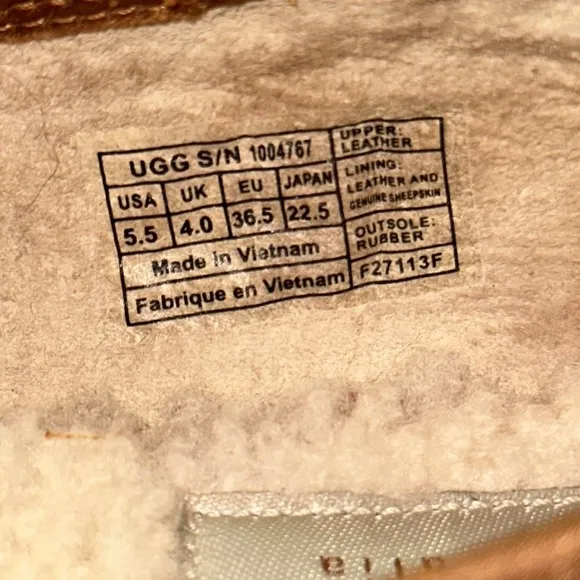 UGG S/N 1004767
USA UK EU JAPAN
5.5 4.0 36.5 22.5
Made in Vietnam
Fabrique en Vietnam
UPPER:
LEATHER
LINING:
LEATHER AND
GENUINE SHEEPSKIN
OUTSOLE:
RUBBER
F27113F